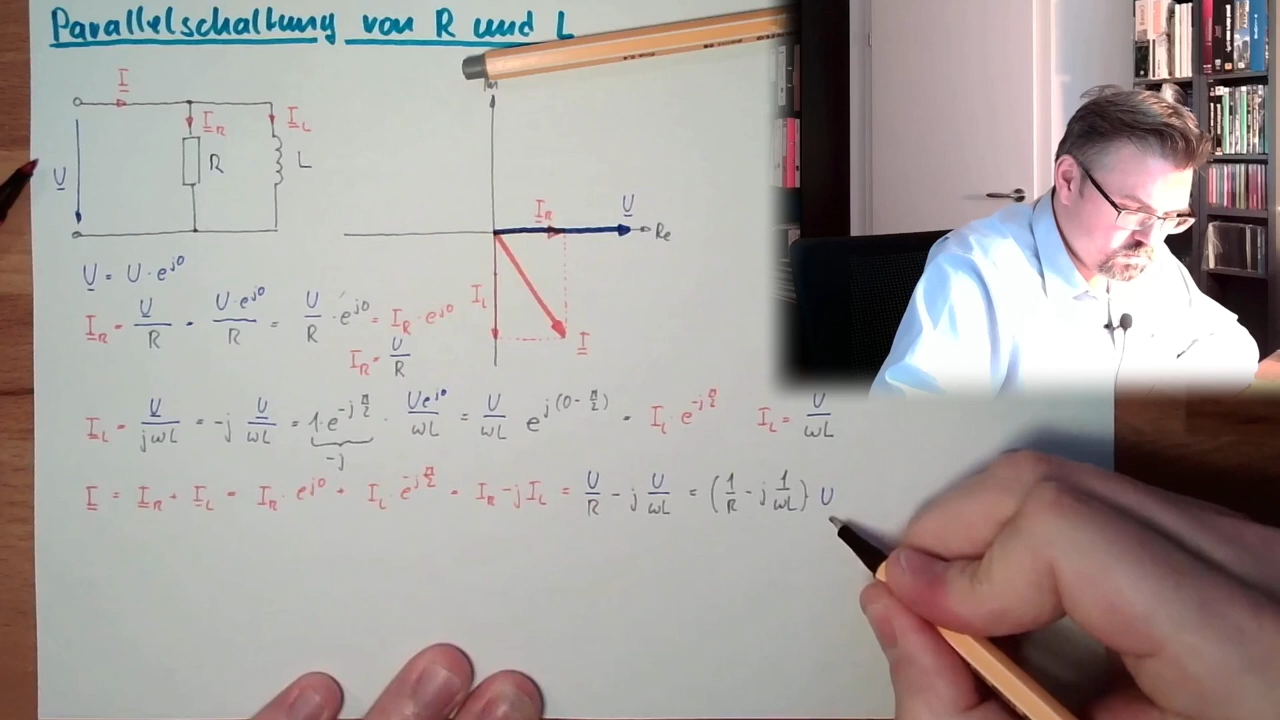 Parallelschaltung von R und L
I
I_R
I_L
U
R
L
Im
I_R
U
Re
I_L
I
U = U · e^{j0}
I_R = U/R = U·e^{j0}/R = U/R · e^{j0} = I_R · e^{j0}
I_R = U/R
I_L = U/jωL = -j U/ωL = 1·e^{-jπ/2} · Ue^{j0}/ωL = U/ωL e^{j(0-π/2)} = I_L e^{-jπ/2} I_L = U/ωL
-j
I = I_R + I_L = I_R · e^{j0} + I_L · e^{-jπ/2} = I_R - j I_L = U/R - j U/ωL = (1/R - j 1/ωL) U